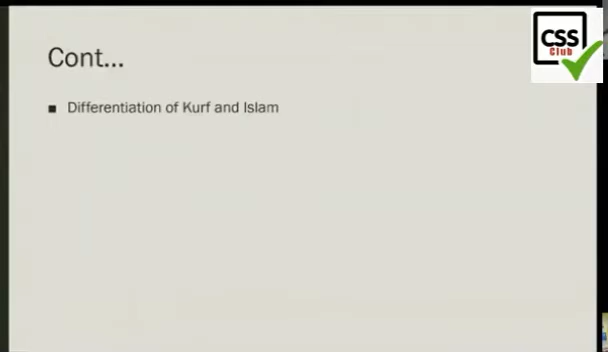 Cont...
Differentiation of Kurf and Islam
CSS
Club